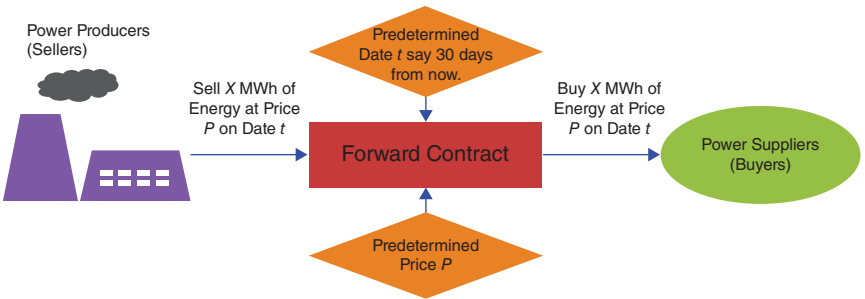 Power Producers
(Sellers)
Predetermined
Date t say 30 days
from now.
Sell X MWh of
Energy at Price
P on Date t
Buy X MWh of
Energy at Price
P on Date t
Forward Contract
Power Suppliers
(Buyers)
Predetermined
Price P